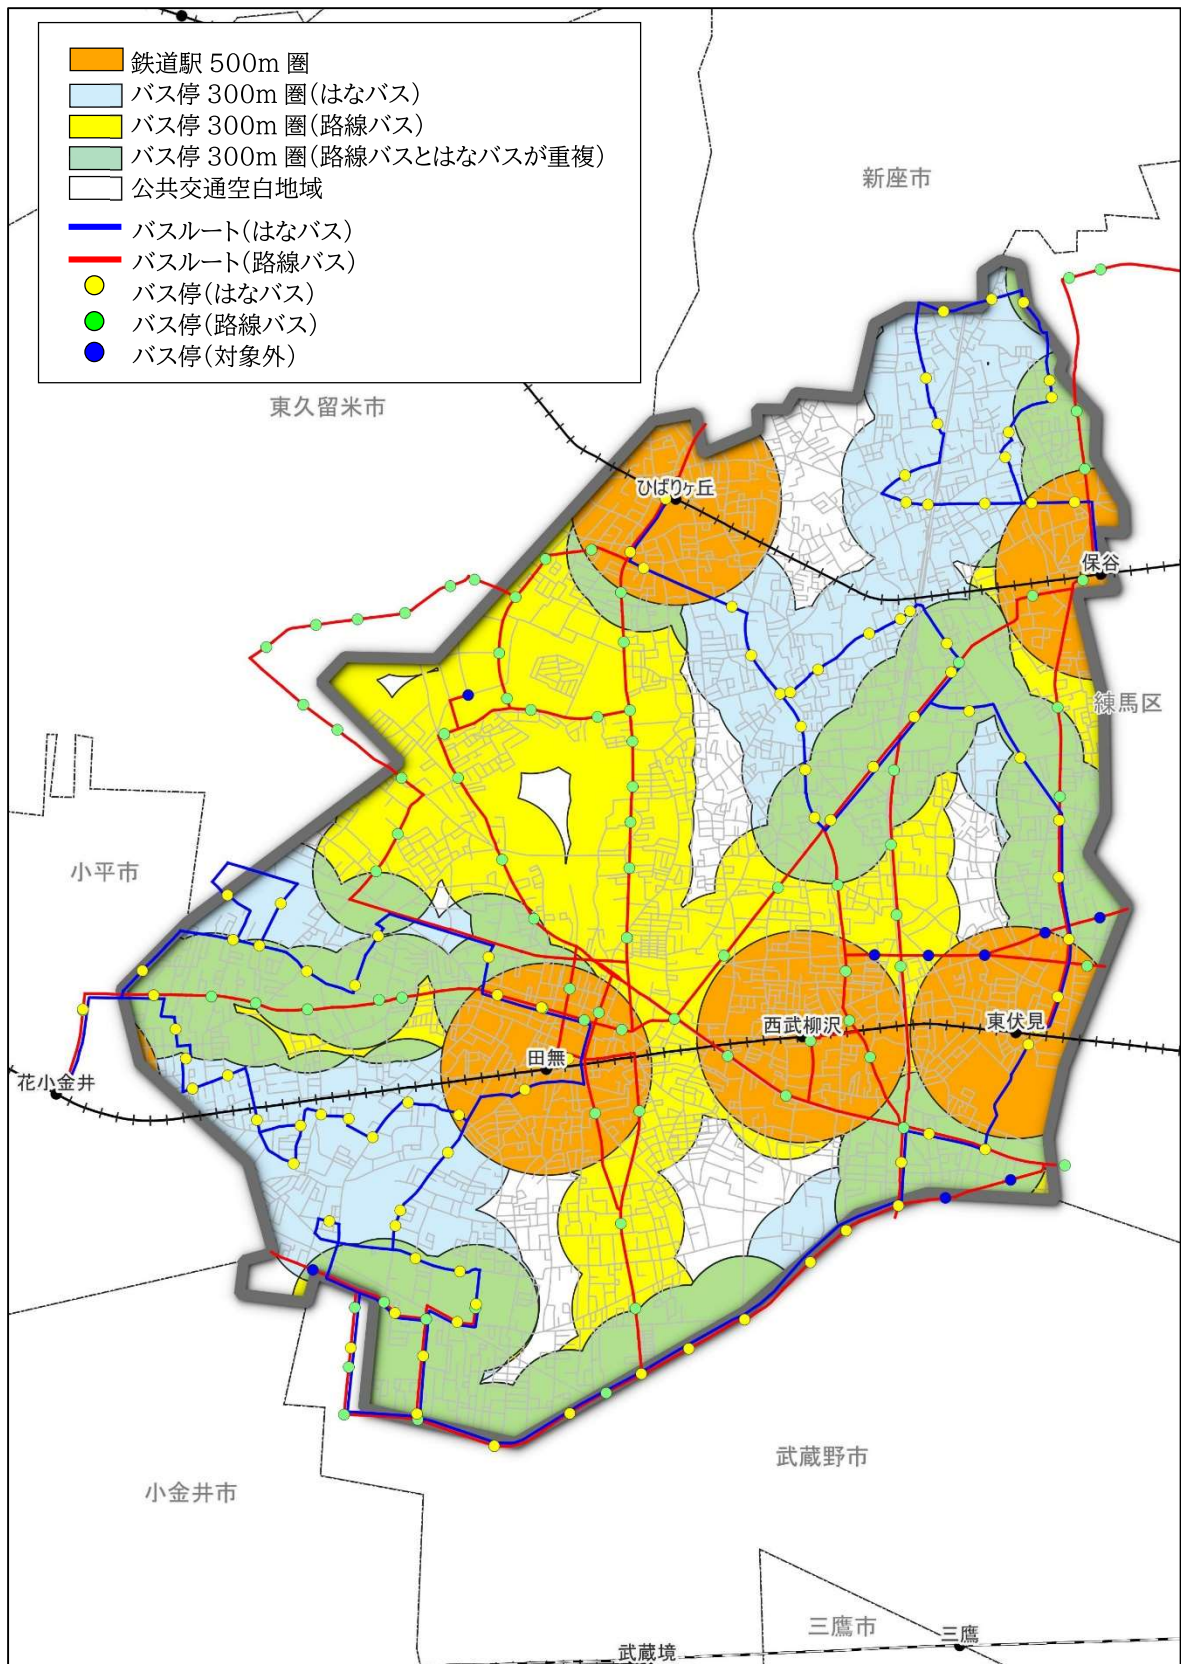 鉄道駅 500m 圏
バス停 300m 圏(はなバス)
バス停 300m 圏(路線バス)
バス停 300m 圏(路線バスとはなバスが重複)
公共交通空白地域
バスルート(はなバス)
バスルート(路線バス)
バス停(はなバス)
バス停(路線バス)
バス停(対象外)
新座市
東久留米市
ひばりヶ丘
保谷
練馬区
小平市
西武柳沢
東伏見
田無
花小金井
武蔵野市
小金井市
三鷹市
三鷹
武蔵境